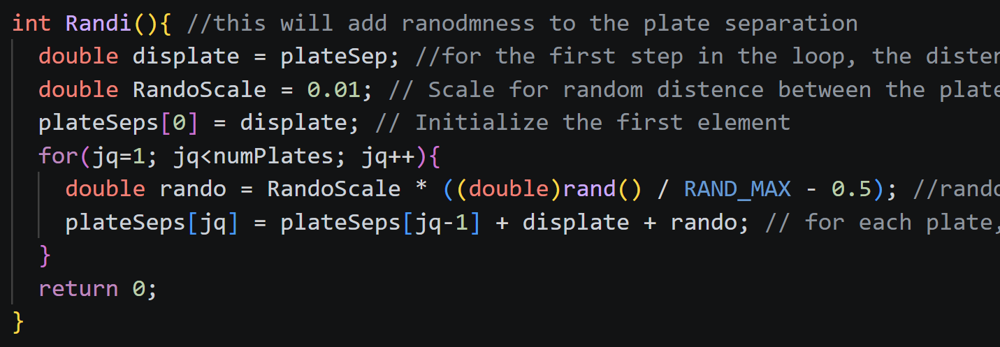 int Randi(){ //this will add ranodmness to the plate separation
double displate = plateSep; //for the first step in the loop, the
double RandoScale = 0.01; // Scale for random distence between the
plateSeps[0] = displate; // Initialize the first element
for(jq=1; jq<numPlates; jq++){
double rando = RandoScale * ((double)rand() / RAND_MAX - 0.5); //
plateSeps[jq] = plateSeps[jq-1] + displate + rando; // for each plate,
}
return 0;
}